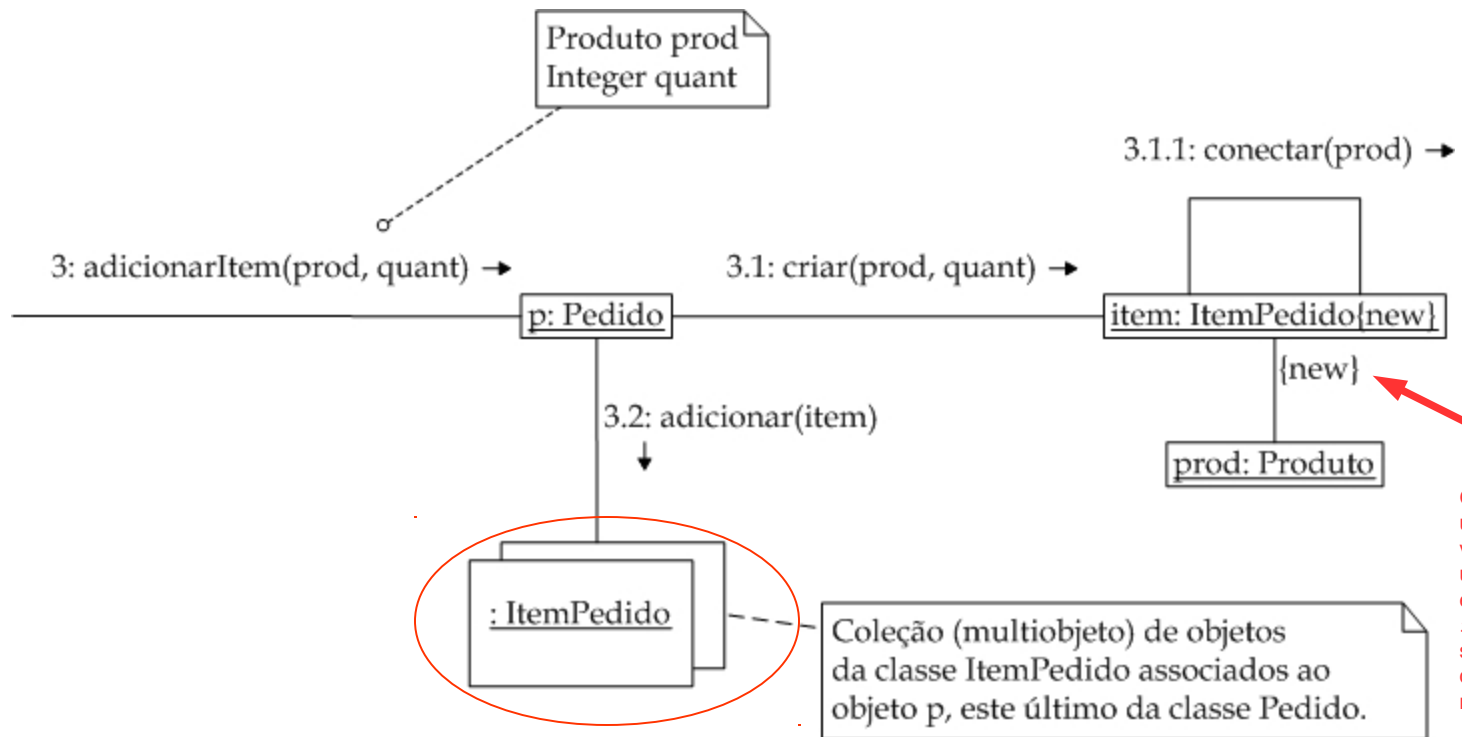 Produto prod
Integer quant
3.1.1: conectar(prod)
3: adicionarItem(prod, quant)
3.1: criar(prod, quant)
p: Pedido
item: ItemPedido{new}
{new}
3.2: adicionar(item)
prod: Produto
: ItemPedido
Coleção (multiobjeto) de objetos
da classe ItemPedido associados ao
objeto p, este último da classe Pedido.